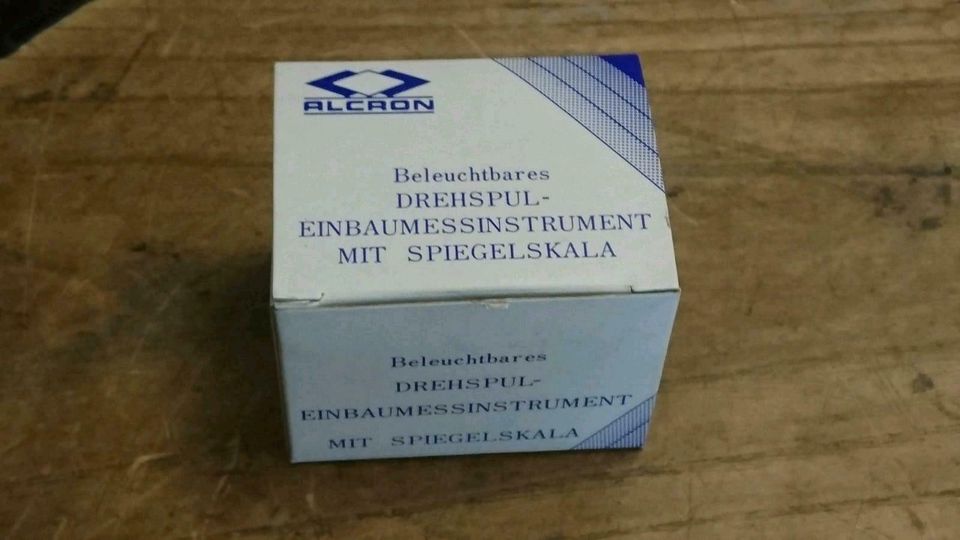 ALCRON
Beleuchtbares
DREHSPUL-
EINBAUMESSINSTRUMENT
MIT SPIEGELSKALA
Beleuchtbares
DREHSPUL-
EINBAUMESSINSTRUMENT
MIT SPIEGELSKALA